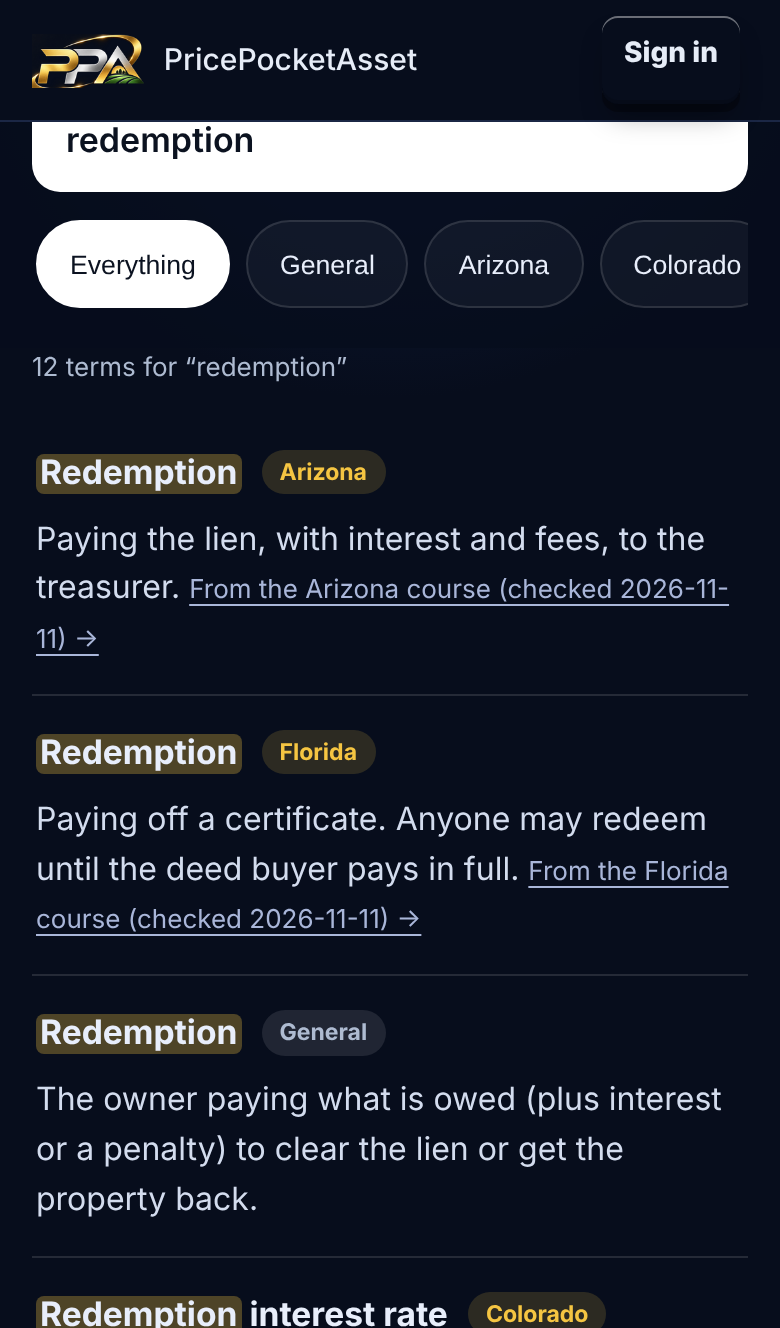 PPA PricePocketAsset Sign in
redemption
Everything General Arizona Colorado
12 terms for “redemption”
Redemption Arizona
Paying the lien, with interest and fees, to the
treasurer. From the Arizona course (checked 2026-11-
11) →
Redemption Florida
Paying off a certificate. Anyone may redeem
until the deed buyer pays in full. From the Florida
course (checked 2026-11-11) →
Redemption General
The owner paying what is owed (plus interest
or a penalty) to clear the lien or get the
property back.
Redemption interest rate Colorado